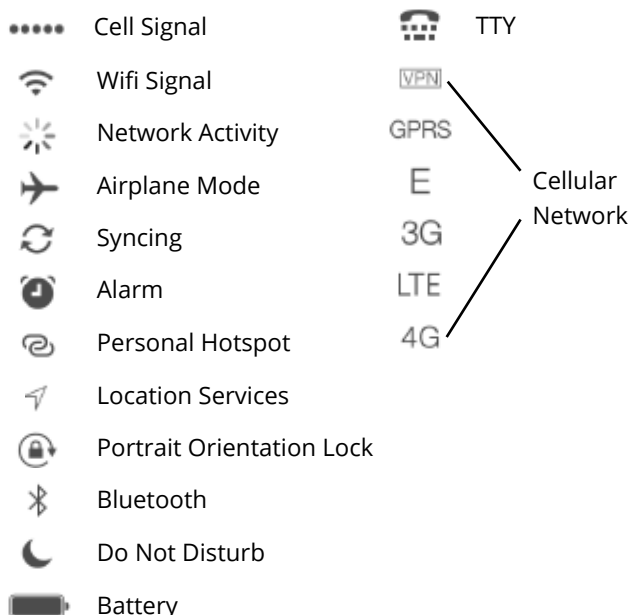 Cell Signal
Wifi Signal
Network Activity
Airplane Mode
Syncing
Alarm
Personal Hotspot
Location Services
Portrait Orientation Lock
Bluetooth
Do Not Disturb
Battery
TTY
VPN
GPRS
E
3G
LTE
4G
Cellular
Network